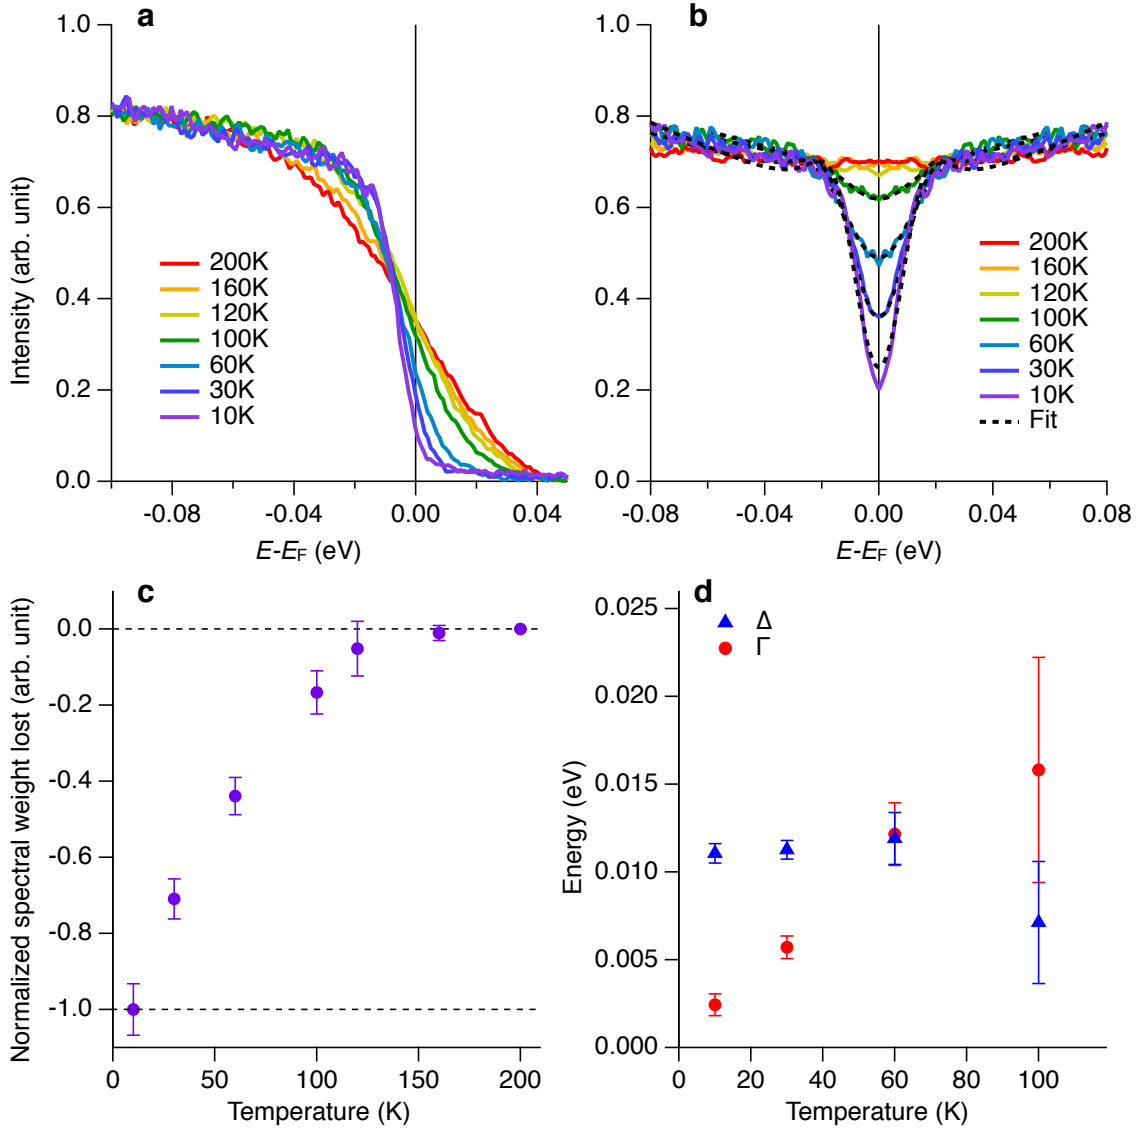 a
1.0
0.8
0.6
0.4
0.2
0.0
Intensity (arb. unit)
200K
160K
120K
100K
60K
30K
10K
-0.08
-0.04
0.00
0.04
E-EF (eV)
b
1.0
0.8
0.6
0.4
0.2
0.0
200K
160K
120K
100K
60K
30K
10K
Fit
-0.08
-0.04
0.00
0.04
0.08
E-EF (eV)
c
0.0
-0.2
-0.4
-0.6
-0.8
-1.0
Normalized spectral weight lost (arb. unit)
0
50
100
150
200
Temperature (K)
d
0.025
0.020
0.015
0.010
0.005
0.000
Energy (eV)
Δ
Γ
0
20
40
60
80
100
Temperature (K)